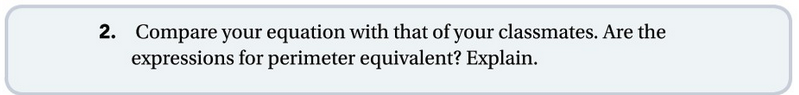 2. Compare your equation with that of your classmates. Are the
expressions for perimeter equivalent? Explain.